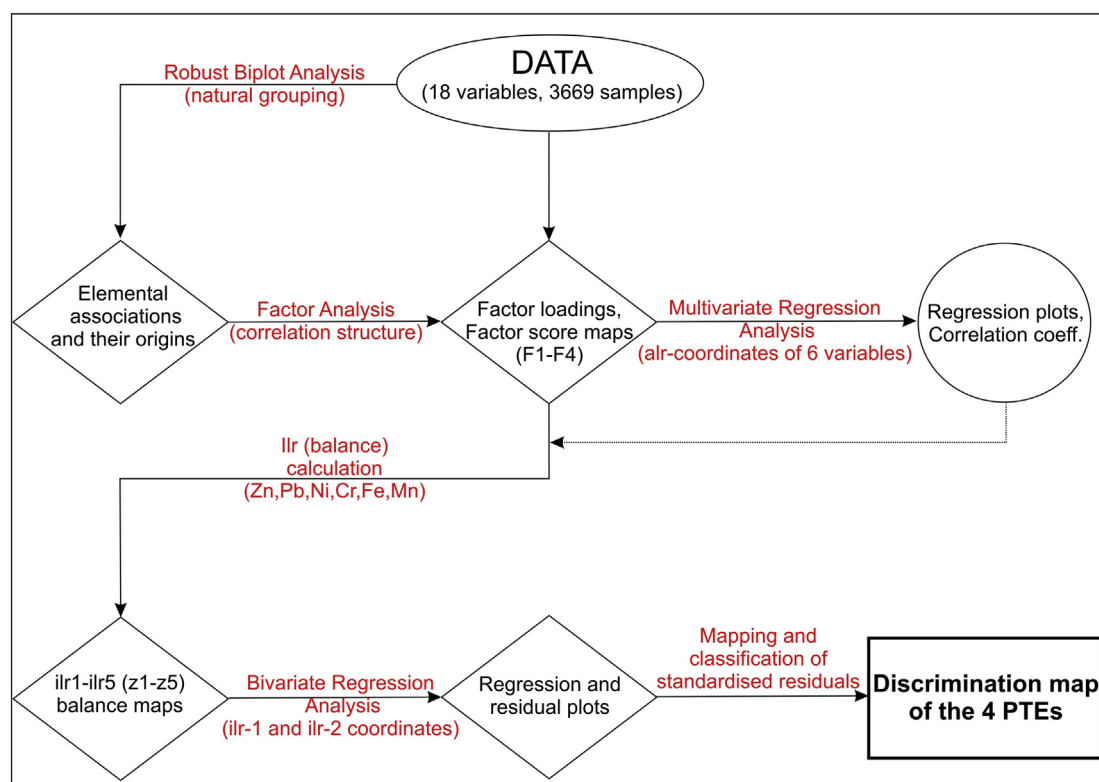 DATA
(18 variables, 3669 samples)
Robust Biplot Analysis
(natural grouping)
Elemental
associations
and their origins
Factor Analysis
(correlation structure)
Factor loadings,
Factor score maps
(F1-F4)
Multivariate Regression
Analysis
(alr-coordinates of 6 variables)
Regression plots,
Correlation coeff.
Ilr (balance)
calculation
(Zn,Pb,Ni,Cr,Fe,Mn)
ilr1-ilr5 (z1-z5)
balance maps
Bivariate Regression
Analysis
(ilr-1 and ilr-2 coordinates)
Regression and
residual plots
Mapping and
classification of
standardised residuals
Discrimination map
of the 4 PTEs